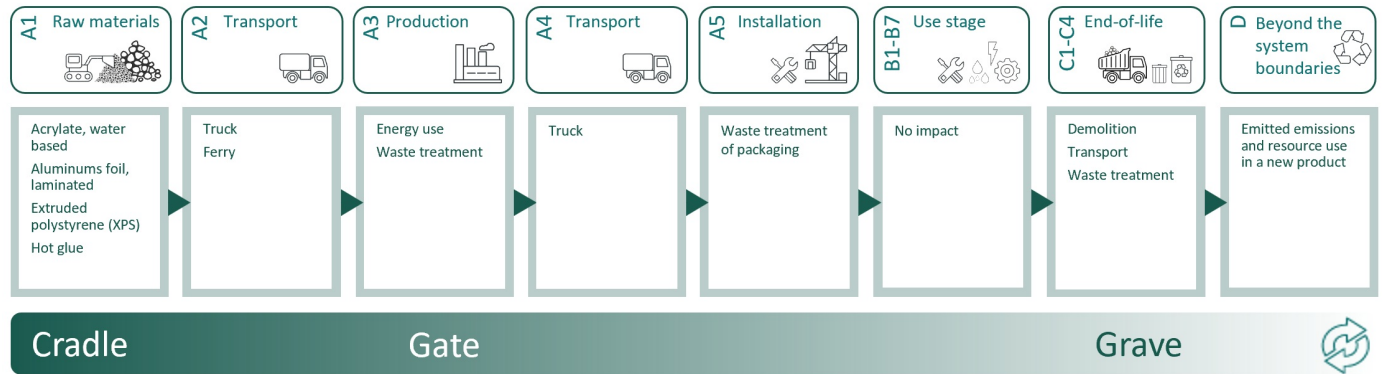 A1
Raw materials
A2
Transport
A3
Production
A4
Transport
A5
Installation
B1-B7
Use stage
C1-C4
End-of-life
D
Beyond the
system
boundaries
Acrylate, water
based
Aluminums foil,
laminated
Extruded
polystyrene (XPS)
Hot glue
Truck
Ferry
Energy use
Waste treatment
Truck
Waste treatment
of packaging
No impact
Demolition
Transport
Waste treatment
Emitted emissions
and resource use
in a new product
Cradle
Gate
Grave